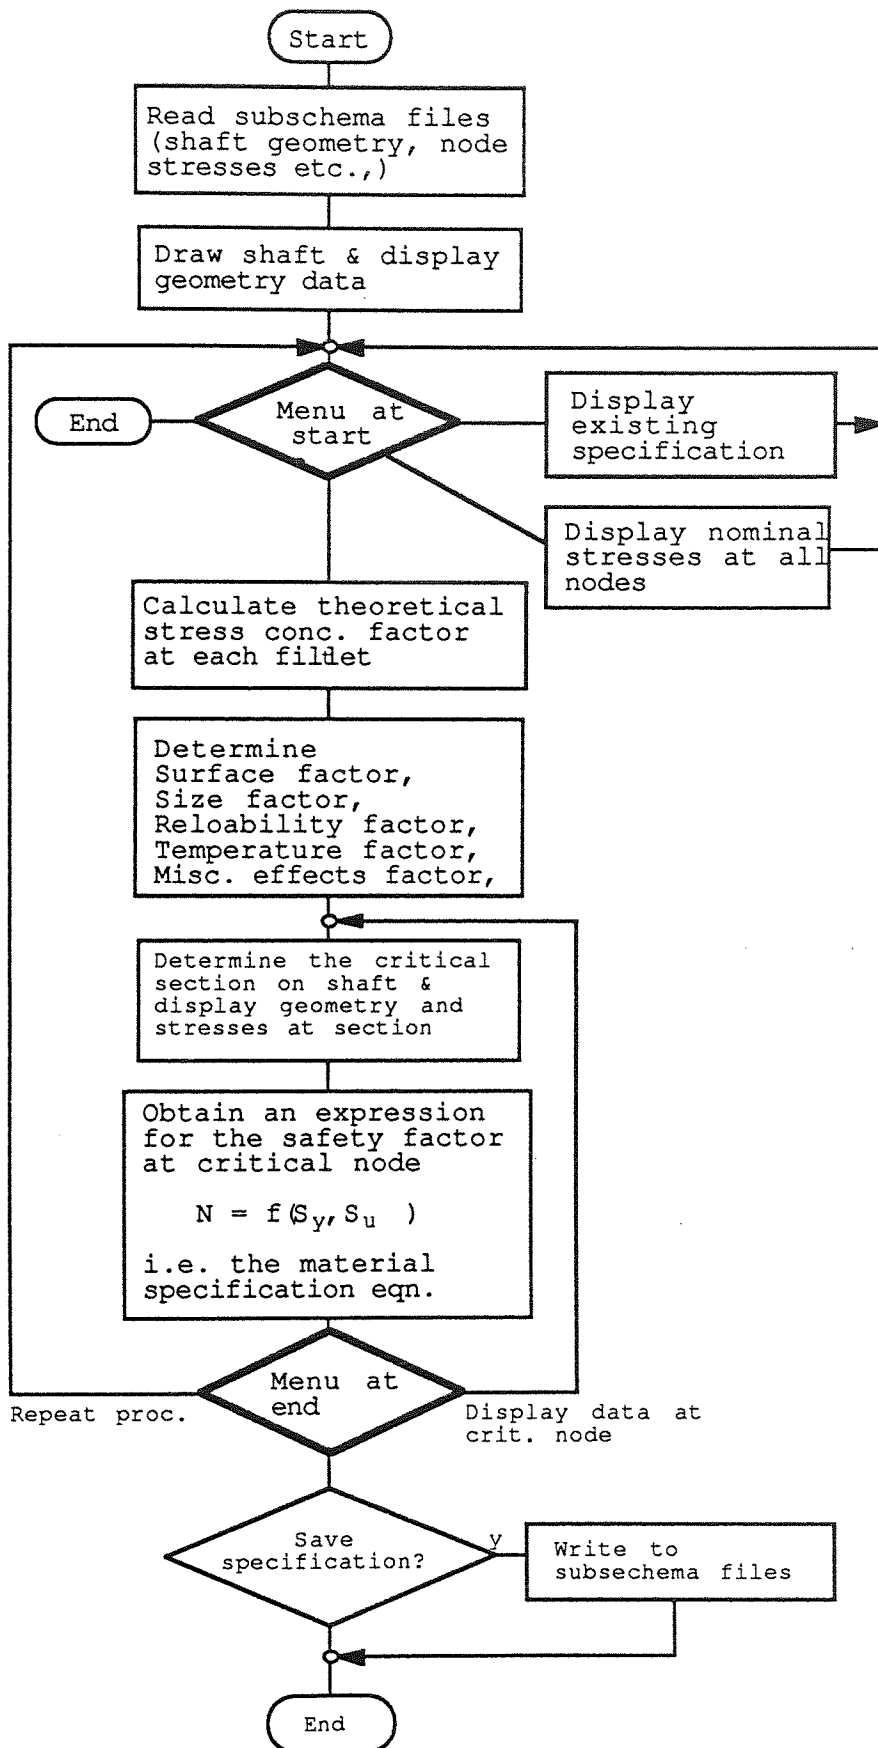 Start
Read subschema files
(shaft geometry, node
stresses etc.,)
Draw shaft & display
geometry data
End
Menu at
start
Display
existing
specification
Display nominal
stresses at all
nodes
Calculate theoretical
stress conc. factor
at each fillet
Determine
Surface factor,
Size factor,
Reloability factor,
Temperature factor,
Misc. effects factor,
Determine the critical
section on shaft &
display geometry and
stresses at section
Obtain an expression
for the safety factor
at critical node
N = f(Sy, Su )
i.e. the material
specification eqn.
Menu at
end
Repeat proc.
Display data at
crit. node
Save
specification?
y
Write to
subsechema files
End